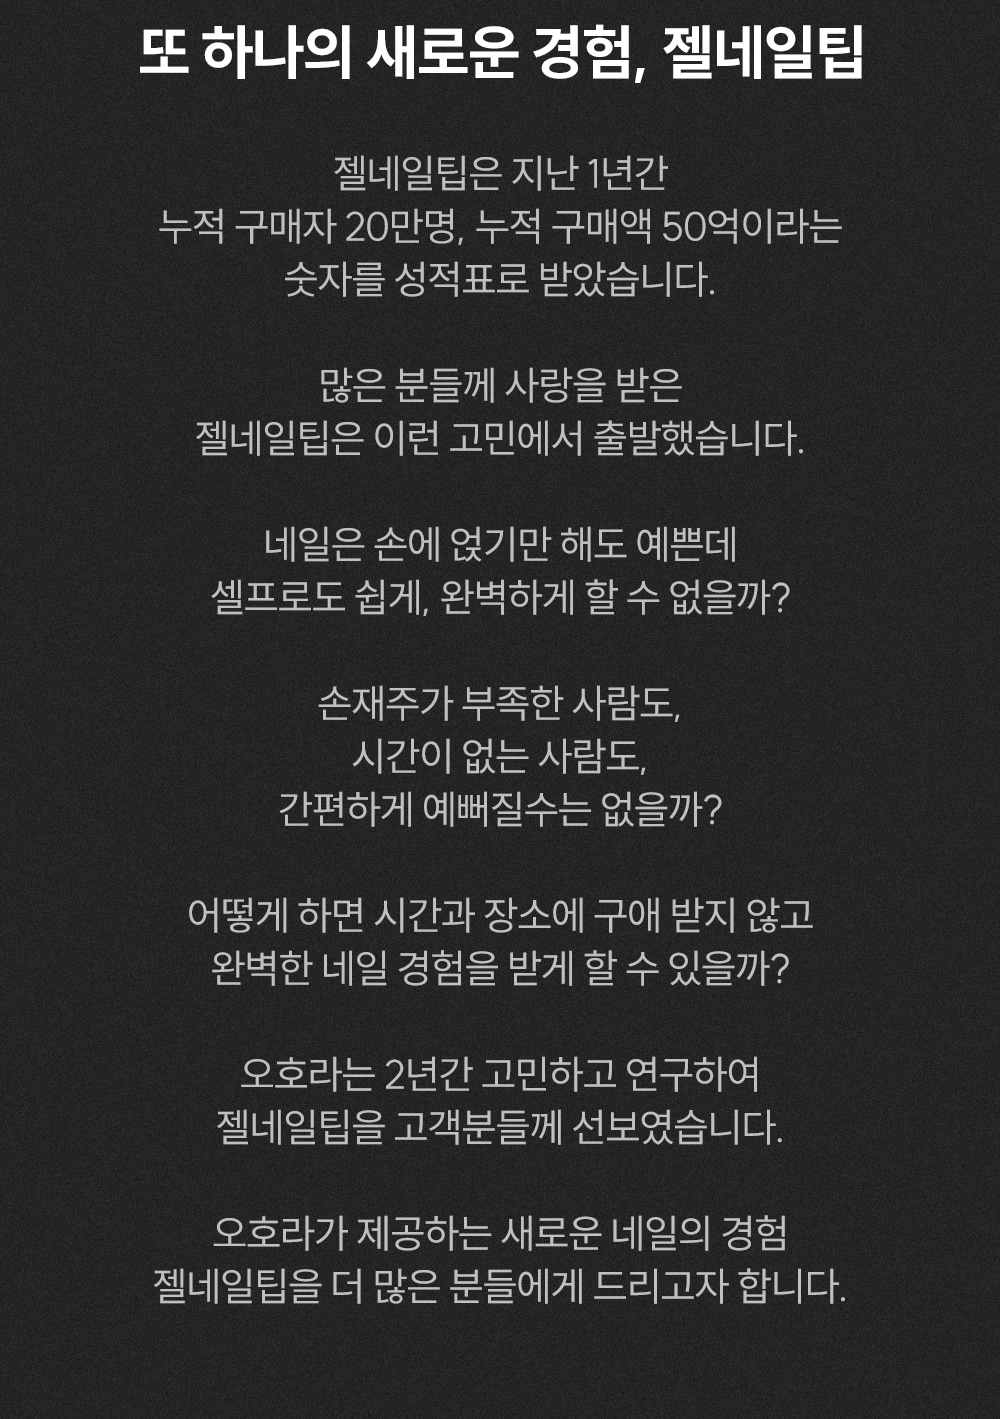 또 하나의 새로운 경험, 젤네일팁
젤네일팁은 지난 1년간
누적 구매자 20만명, 누적 구매액 50억이라는
숫자를 성적표로 받았습니다.
많은 분들께 사랑을 받은
젤네일팁은 이런 고민에서 출발했습니다.
네일은 손에 얹기만 해도 예쁜데
셀프로도 쉽게, 완벽하게 할 수 없을까?
손재주가 부족한 사람도,
시간이 없는 사람도,
간편하게 예뻐질수는 없을까?
어떻게 하면 시간과 장소에 구애 받지 않고
완벽한 네일 경험을 받게 할 수 있을까?
오호라는 2년간 고민하고 연구하여
젤네일팁을 고객분들께 선보였습니다.
오호라가 제공하는 새로운 네일의 경험
젤네일팁을 더 많은 분들에게 드리고자 합니다.